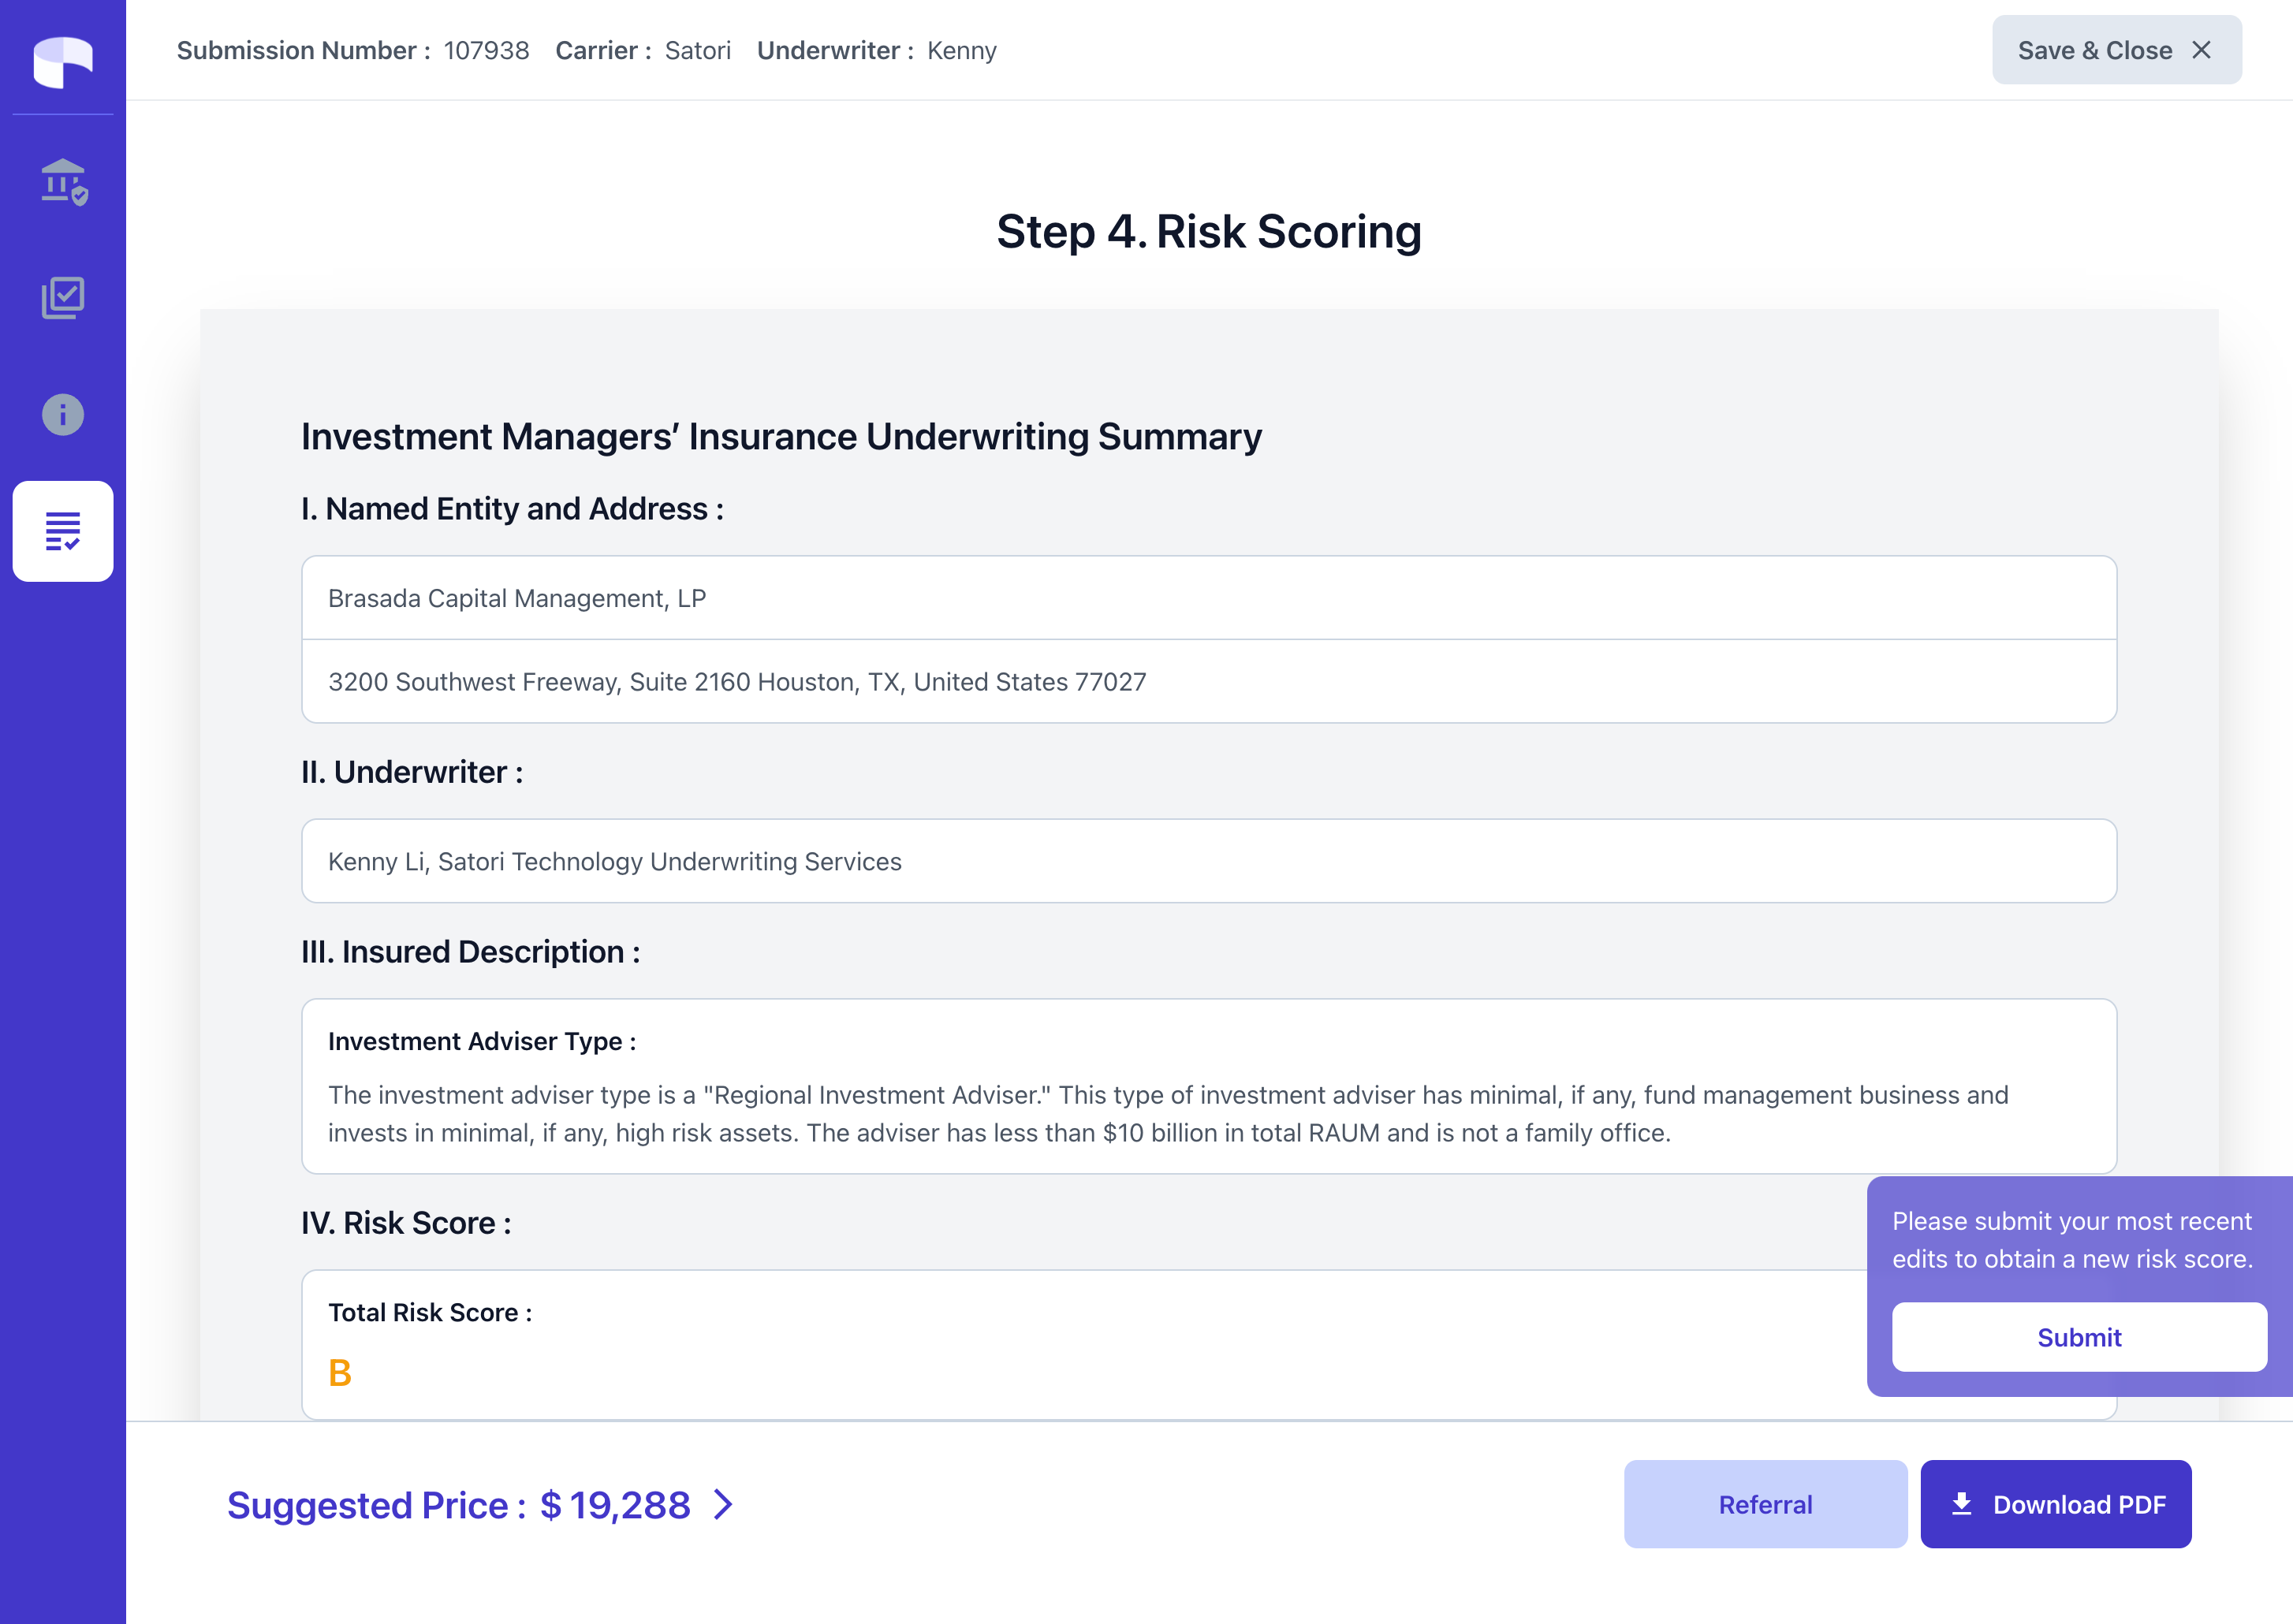 Submission Number : 107938 Carrier : Satori Underwriter : Kenny
Save & Close
Step 4. Risk Scoring
Investment Managers’ Insurance Underwriting Summary
I. Named Entity and Address :
Brasada Capital Management, LP
3200 Southwest Freeway, Suite 2160 Houston, TX, United States 77027
II. Underwriter :
Kenny Li, Satori Technology Underwriting Services
III. Insured Description :
Investment Adviser Type :
The investment adviser type is a "Regional Investment Adviser." This type of investment adviser has minimal, if any, fund management business and
invests in minimal, if any, high risk assets. The adviser has less than $10 billion in total RAUM and is not a family office.
IV. Risk Score :
Total Risk Score :
B
Please submit your most recent
edits to obtain a new risk score.
Submit
Suggested Price : $ 19,288
Referral
Download PDF